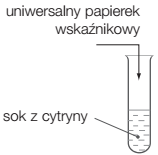 uniwersalny papierek
wskaźnikowy
sok z cytryny